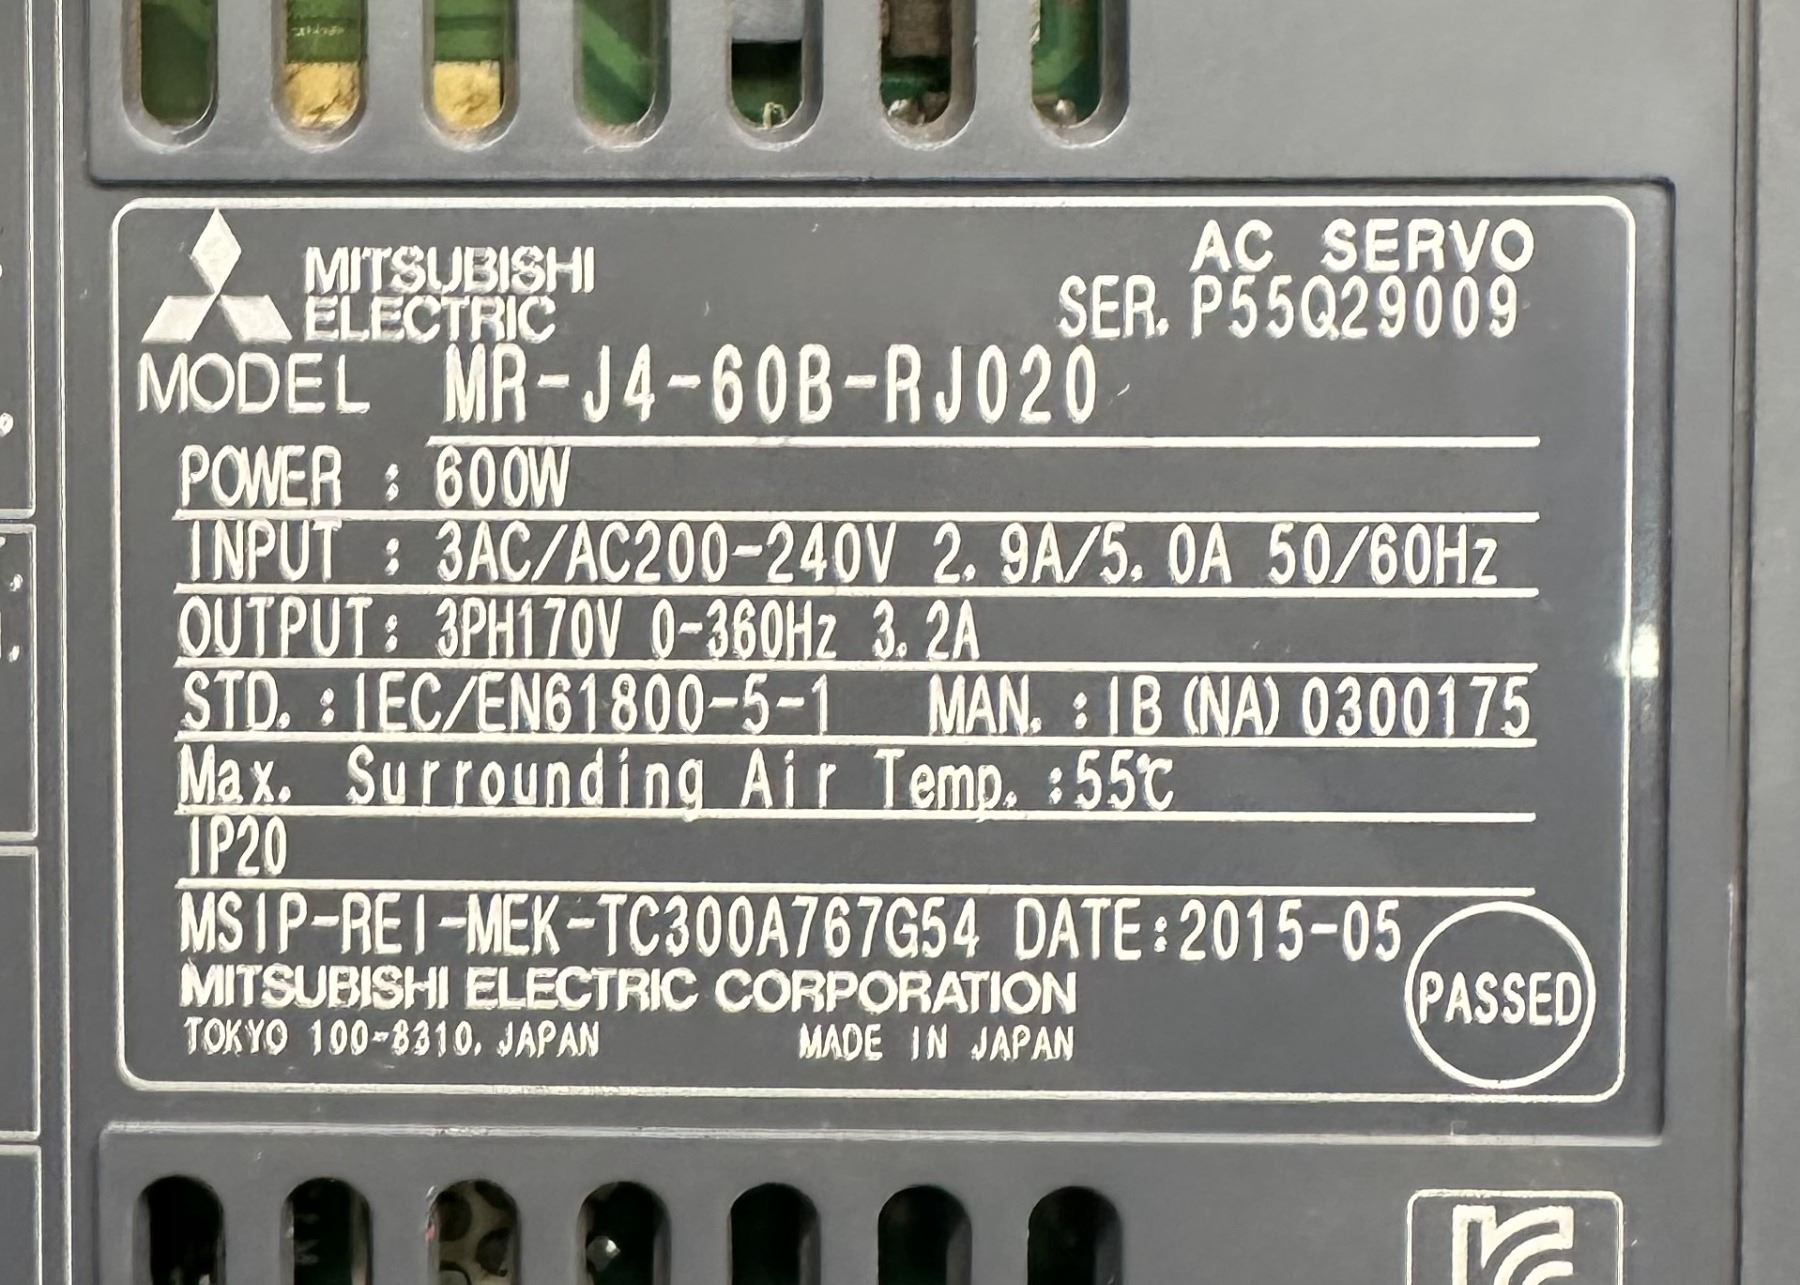 MITSUBISHI
ELECTRIC
AC SERVO
SER. P55Q29009
MODEL MR-J4-60B-RJ020
POWER : 600W
INPUT : 3AC/AC200-240V 2.9A/5.0A 50/60Hz
OUTPUT: 3PH170V 0-360Hz 3.2A
STD. : IEC/EN61800-5-1 MAN. : IB(NA)0300175
Max. Surrounding Air Temp. :55℃
IP20
MSIP-REI-MEK-TC300A767G54 DATE:2015-05
PASSED
MITSUBISHI ELECTRIC CORPORATION
TOKYO 100-8310, JAPAN MADE IN JAPAN